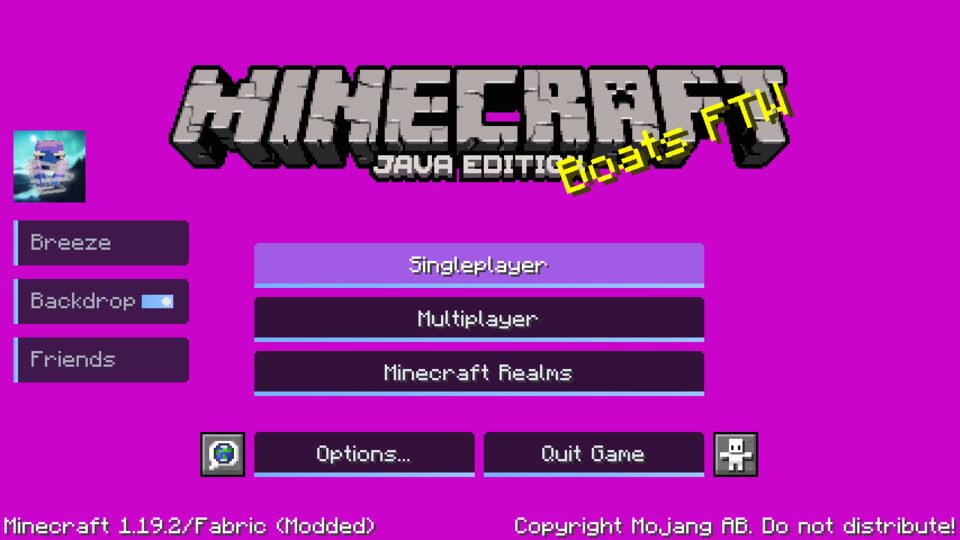 MINECRAFT
JAVA EDITION
Boats FTW
Breeze
Backdrop
Friends
Singleplayer
Multiplayer
Minecraft Realms
Options...
Quit Game
Minecraft 1.19.2/Fabric (Modded)
Copyright Mojang AB. Do not distribute!